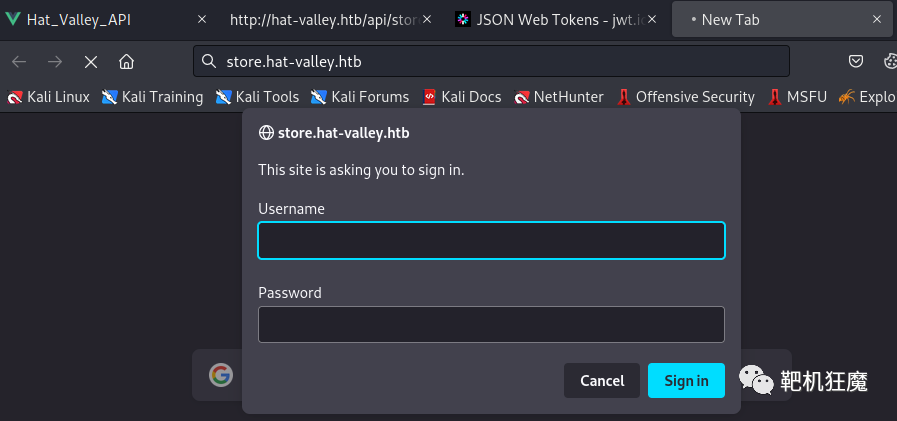 Hat_Valley_API
http://hat-valley.htb/api/stor
JSON Web Tokens - jwt.i
New Tab
store.hat-valley.htb
Kali Linux
Kali Training
Kali Tools
Kali Forums
Kali Docs
NetHunter
Offensive Security
MSFU
Explo
store.hat-valley.htb
This site is asking you to sign in.
Username
Password
Cancel
Sign in
靶机狂魔